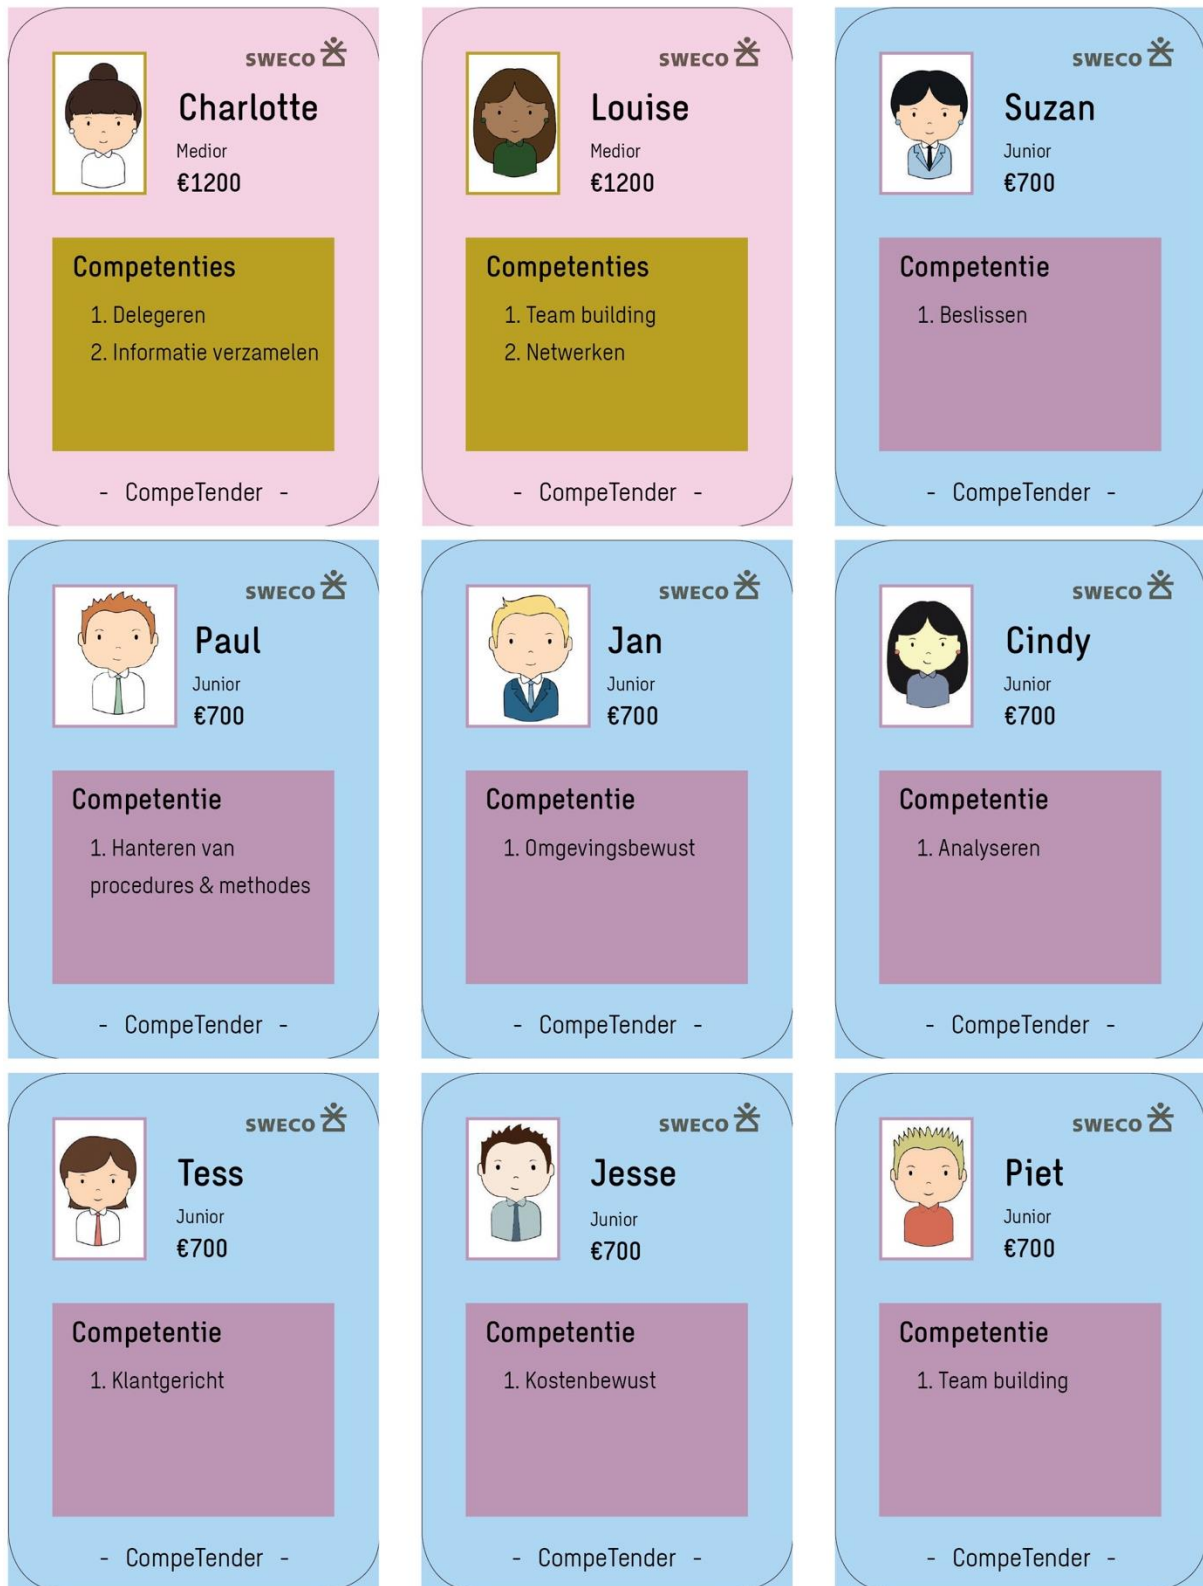 SWECO
Charlotte
Medior
€1200
Competenties
1. Delegeren
2. Informatie verzamelen
- CompeTender -
SWECO
Louise
Medior
€1200
Competenties
1. Team building
2. Netwerken
- CompeTender -
SWECO
Suzan
Junior
€700
Competentie
1. Beslissen
- CompeTender -
SWECO
Paul
Junior
€700
Competentie
1. Hanteren van
procedures & methodes
- CompeTender -
SWECO
Jan
Junior
€700
Competentie
1. Omgevingsbewust
- CompeTender -
SWECO
Cindy
Junior
€700
Competentie
1. Analyseren
- CompeTender -
SWECO
Tess
Junior
€700
Competentie
1. Klantgericht
- CompeTender -
SWECO
Jesse
Junior
€700
Competentie
1. Kostenbewust
- CompeTender -
SWECO
Piet
Junior
€700
Competentie
1. Team building
- CompeTender -